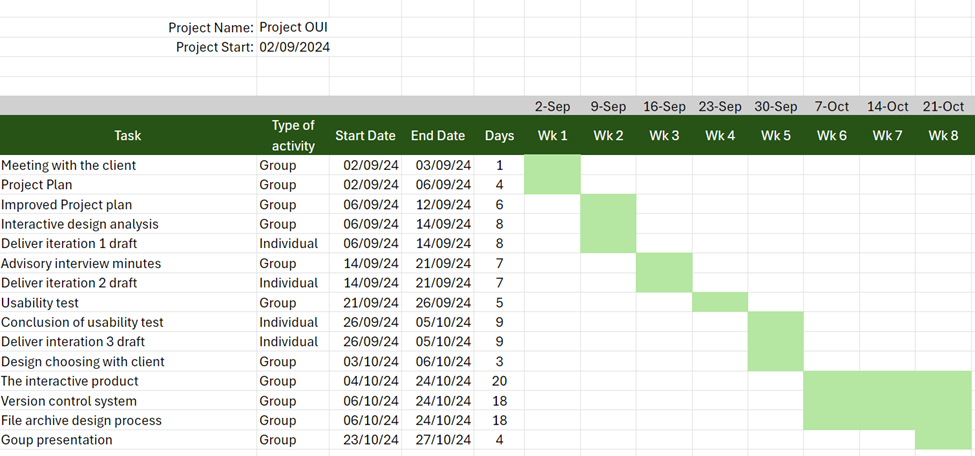 Project Name: Project OUI
Project Start: 02/09/2024
2-Sep 9-Sep 16-Sep 23-Sep 30-Sep 7-Oct 14-Oct 21-Oct
Task Type of activity Start Date End Date Days Wk 1 Wk 2 Wk 3 Wk 4 Wk 5 Wk 6 Wk 7 Wk 8
Meeting with the client Group 02/09/24 03/09/24 1
Project Plan Group 02/09/24 06/09/24 4
Improved Project plan Group 06/09/24 12/09/24 6
Interactive design analysis Group 06/09/24 14/09/24 8
Deliver iteration 1 draft Individual 06/09/24 14/09/24 8
Advisory interview minutes Group 14/09/24 21/09/24 7
Deliver iteration 2 draft Individual 14/09/24 21/09/24 7
Usability test Group 21/09/24 26/09/24 5
Conclusion of usability test Individual 26/09/24 05/10/24 9
Deliver interation 3 draft Individual 26/09/24 05/10/24 9
Design choosing with client Group 03/10/24 06/10/24 3
The interactive product Group 04/10/24 24/10/24 20
Version control system Group 06/10/24 24/10/24 18
File archive design process Group 06/10/24 24/10/24 18
Goup presentation Group 23/10/24 27/10/24 4